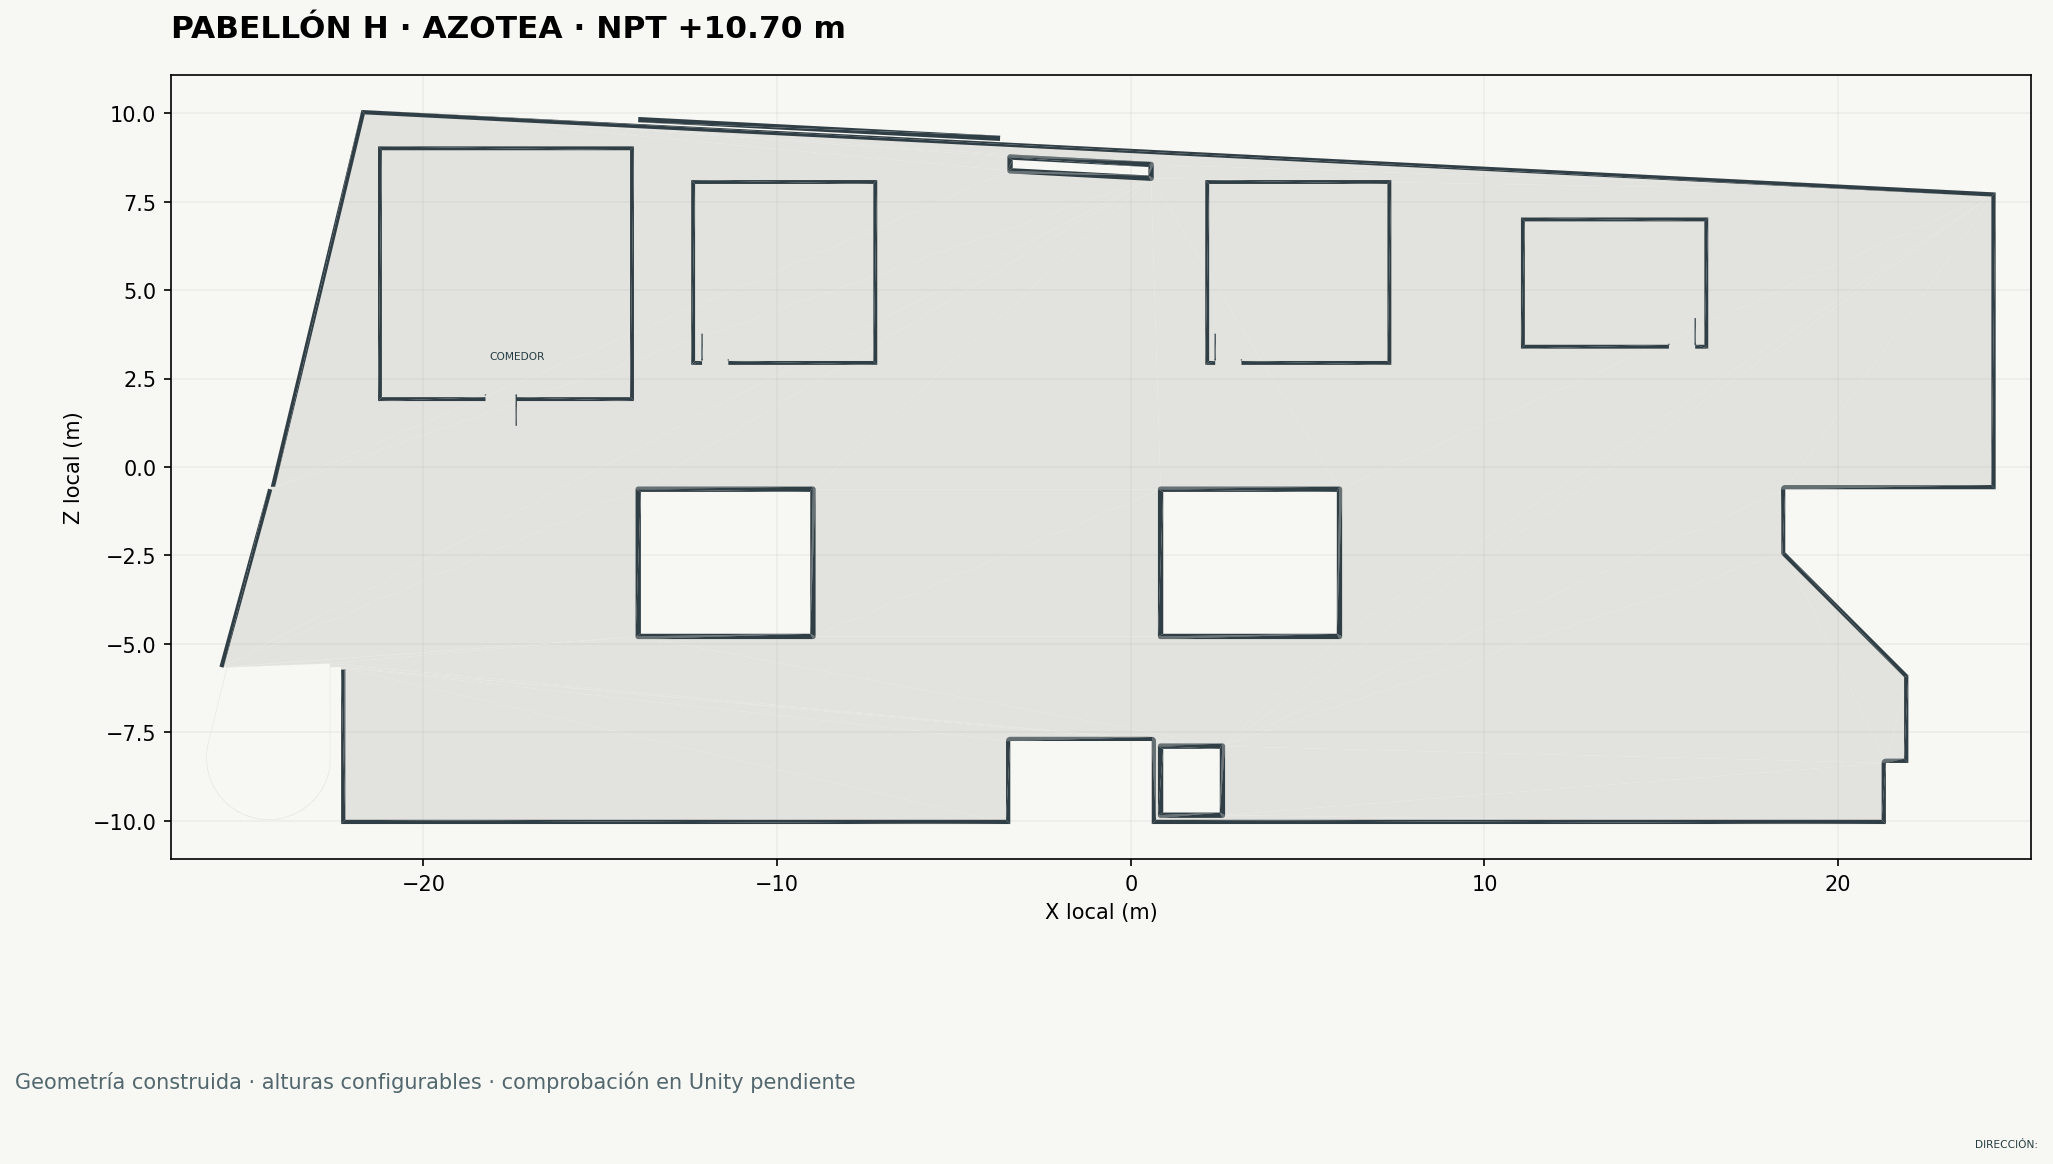 PABELLÓN H · AZOTEA · NPT +10.70 m
10.0
7.5
5.0
2.5
0.0
−2.5
−5.0
−7.5
−10.0
Z local (m)
COMEDOR
−20
−10
0
10
20
X local (m)
Geometría construida · alturas configurables · comprobación en Unity pendiente
DIRECCIÓN: